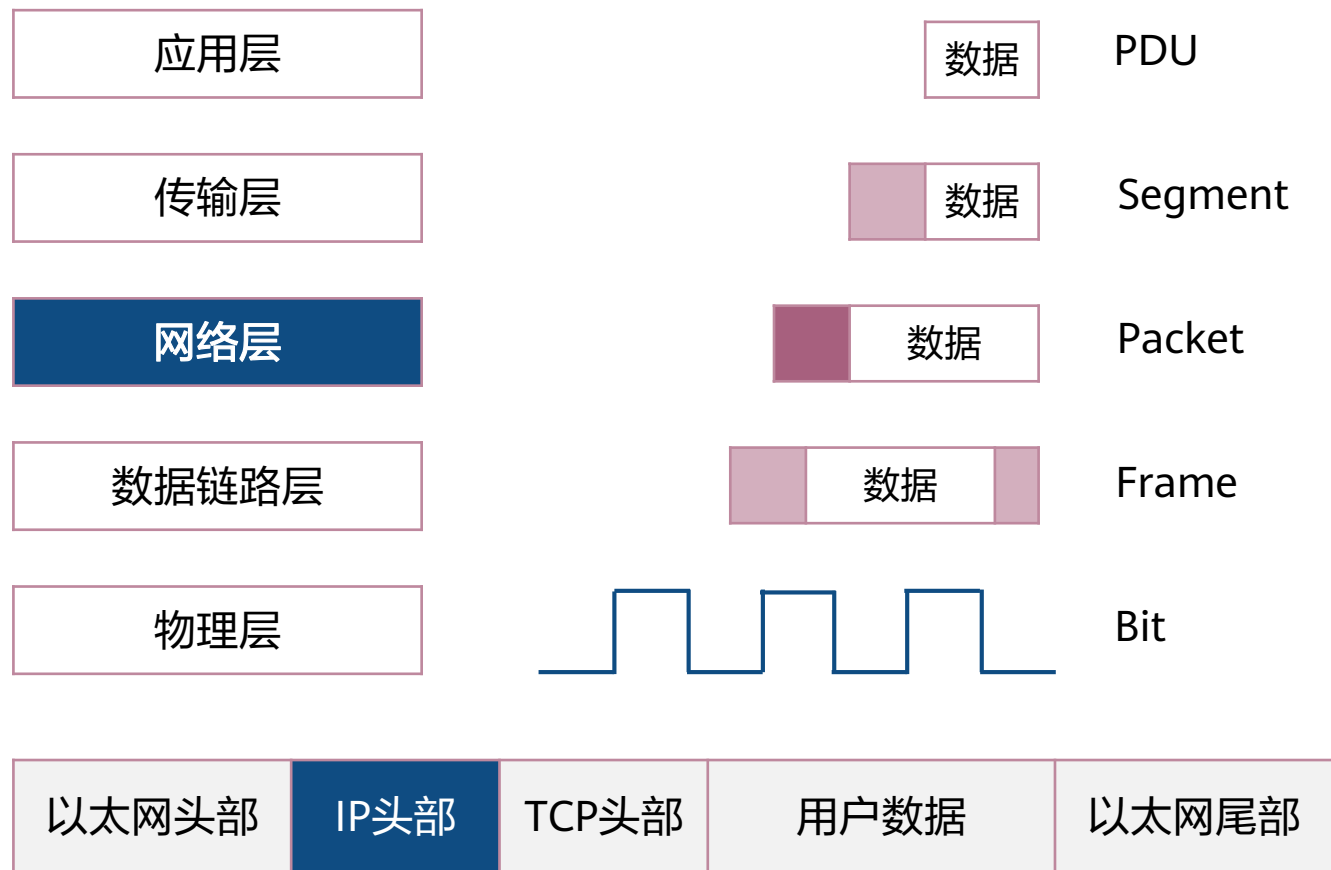 应用层 数据 PDU
传输层 数据 Segment
网络层 数据 Packet
数据链路层 数据 Frame
物理层 Bit
以太网头部 IP头部 TCP头部 用户数据 以太网尾部